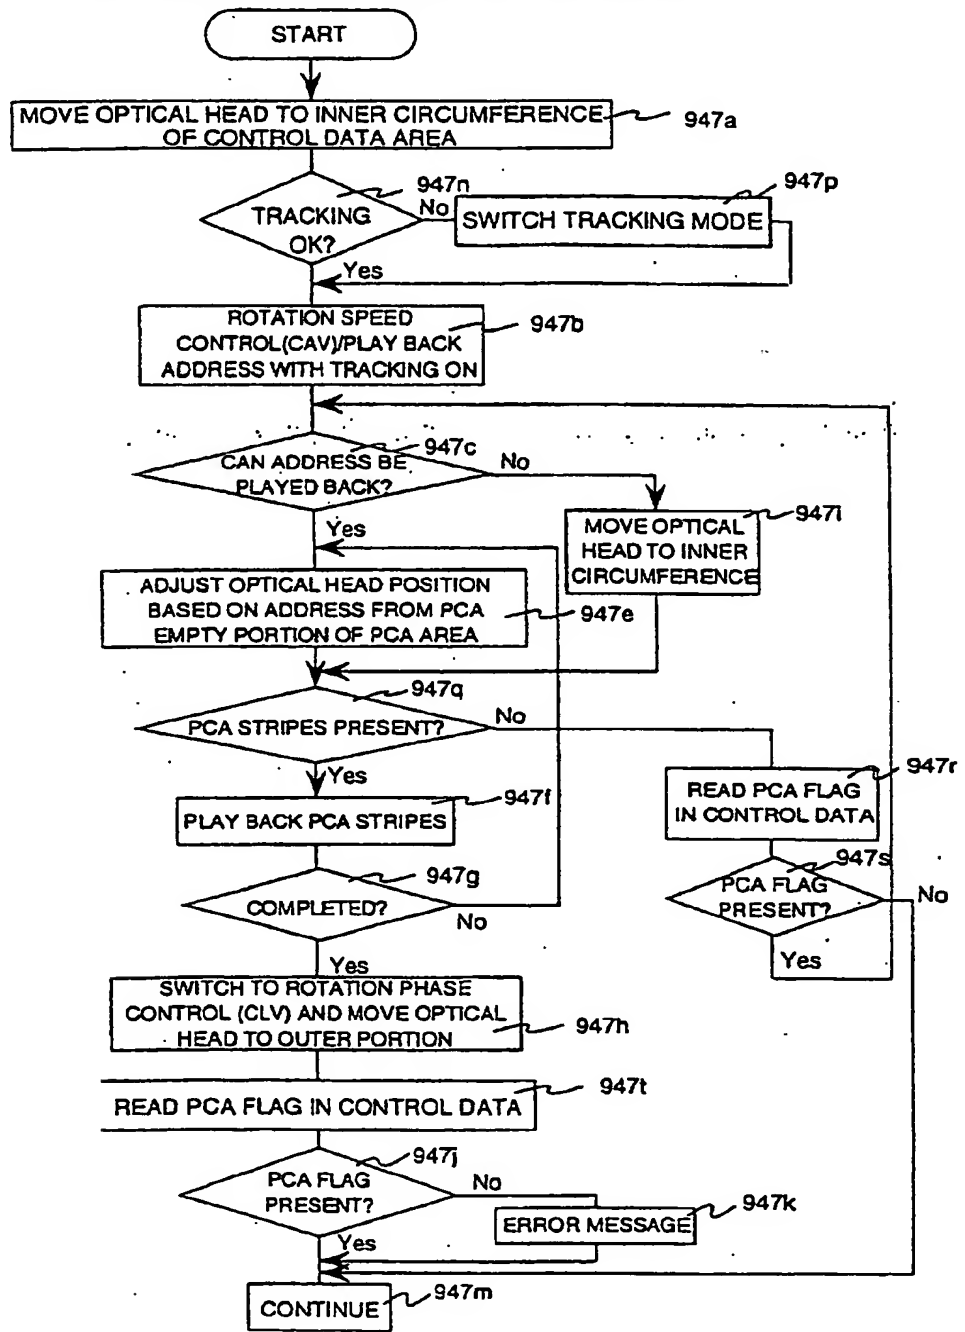 START
MOVE OPTICAL HEAD TO INNER CIRCUMFERENCE
OF CONTROL DATA AREA
947a
947n
TRACKING
OK?
No
947p
SWITCH TRACKING MODE
Yes
ROTATION SPEED
CONTROL(CAV)/PLAY BACK
ADDRESS WITH TRACKING ON
947b
947c
CAN ADDRESS BE
PLAYED BACK?
No
Yes
947i
MOVE OPTICAL
HEAD TO INNER
CIRCUMFERENCE
ADJUST OPTICAL HEAD POSITION
BASED ON ADDRESS FROM PCA
EMPTY PORTION OF PCA AREA
947e
947q
PCA STRIPES PRESENT?
No
Yes
947r
READ PCA FLAG
IN CONTROL DATA
947f
PLAY BACK PCA STRIPES
947s
PCA FLAG
PRESENT?
No
Yes
947g
COMPLETED?
No
Yes
SWITCH TO ROTATION PHASE
CONTROL (CLV) AND MOVE OPTICAL
HEAD TO OUTER PORTION
947h
947t
READ PCA FLAG IN CONTROL DATA
947j
PCA FLAG
PRESENT?
No
947k
ERROR MESSAGE
Yes
CONTINUE
947m